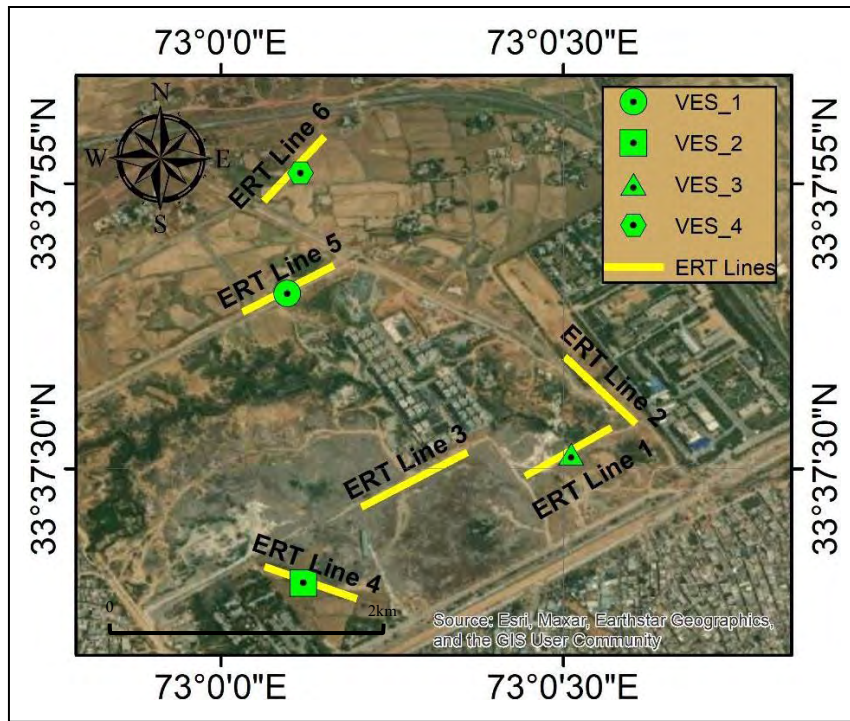 73°0'0"E
73°0'30"E
N
W
E
S
VES_1
VES_2
VES_3
VES_4
ERT Lines
33°37'55"N
33°37'55"N
ERT Line 6
ERT Line 5
ERT Line 2
33°37'30"N
33°37'30"N
ERT Line 3
ERT Line 1
ERT Line 4
0
2km
Source: Esri, Maxar, Earthstar Geographics,
and the GIS User Community
73°0'0"E
73°0'30"E